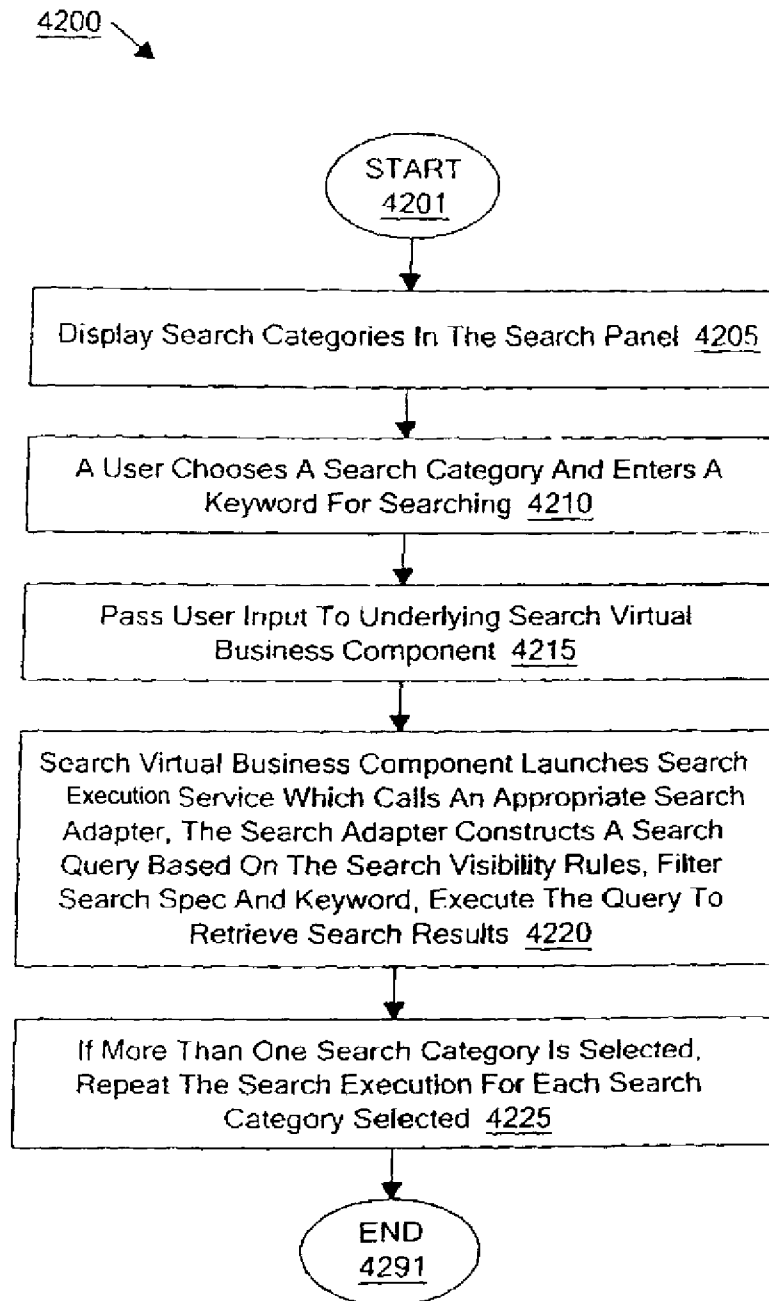 4200
START
4201
Display Search Categories In The Search Panel 4205
A User Chooses A Search Category And Enters A
Keyword For Searching 4210
Pass User Input To Underlying Search Virtual
Business Component 4215
Search Virtual Business Component Launches Search
Execution Service Which Calls An Appropriate Search
Adapter, The Search Adapter Constructs A Search
Query Based On The Search Visibility Rules, Filter
Search Spec And Keyword, Execute The Query To
Retrieve Search Results 4220
If More Than One Search Category Is Selected,
Repeat The Search Execution For Each Search
Category Selected 4225
END
4291